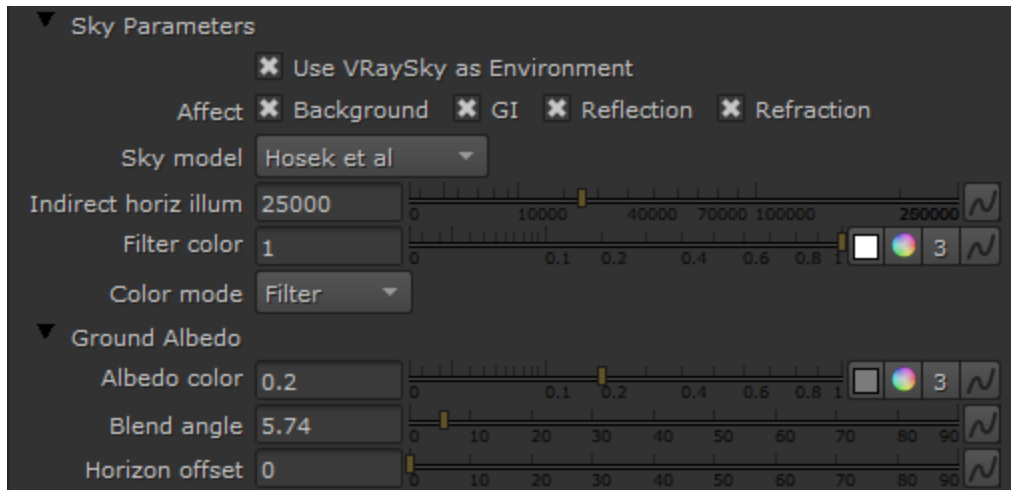 Sky Parameters
Use VRaySky as Environment
Affect Background GI Reflection Refraction
Sky model Hosek et al
Indirect horiz illum 25000 0 10000 40000 70000 100000 250000
Filter color 1 0 0.1 0.2 0.4 0.6 0.8 1 3
Color mode Filter
Ground Albedo
Albedo color 0.2 0 0.1 0.2 0.4 0.6 0.8 1 3
Blend angle 5.74 0 10 20 30 40 50 60 70 80 90
Horizon offset 0 0 10 20 30 40 50 60 70 80 90